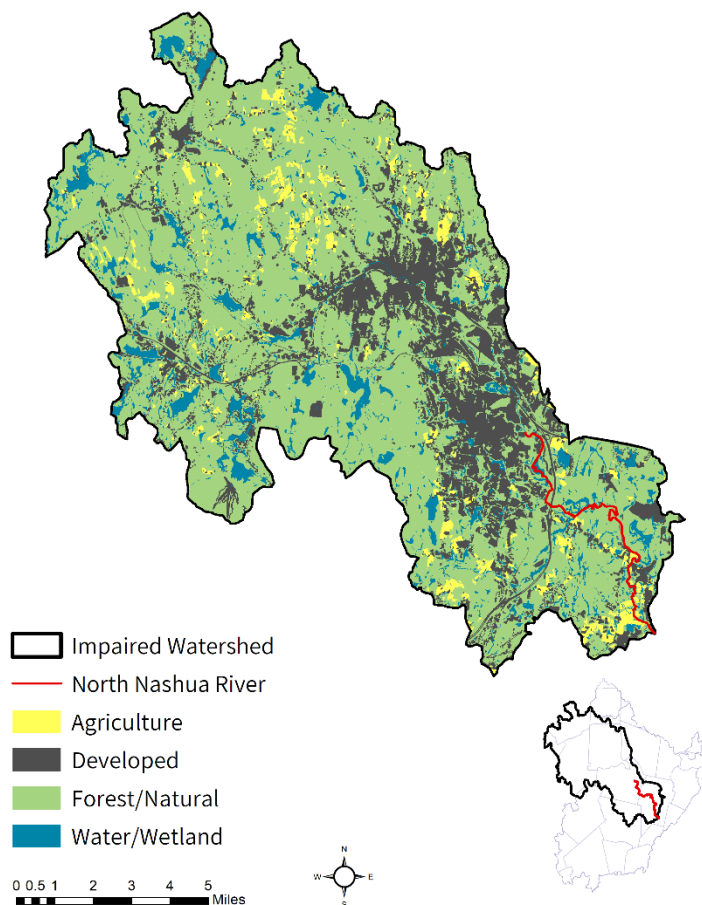 Impaired Watershed
North Nashua River
Agriculture
Developed
Forest/Natural
Water/Wetland
N
W E
S
0 0.5 1 2 3 4 5
Miles